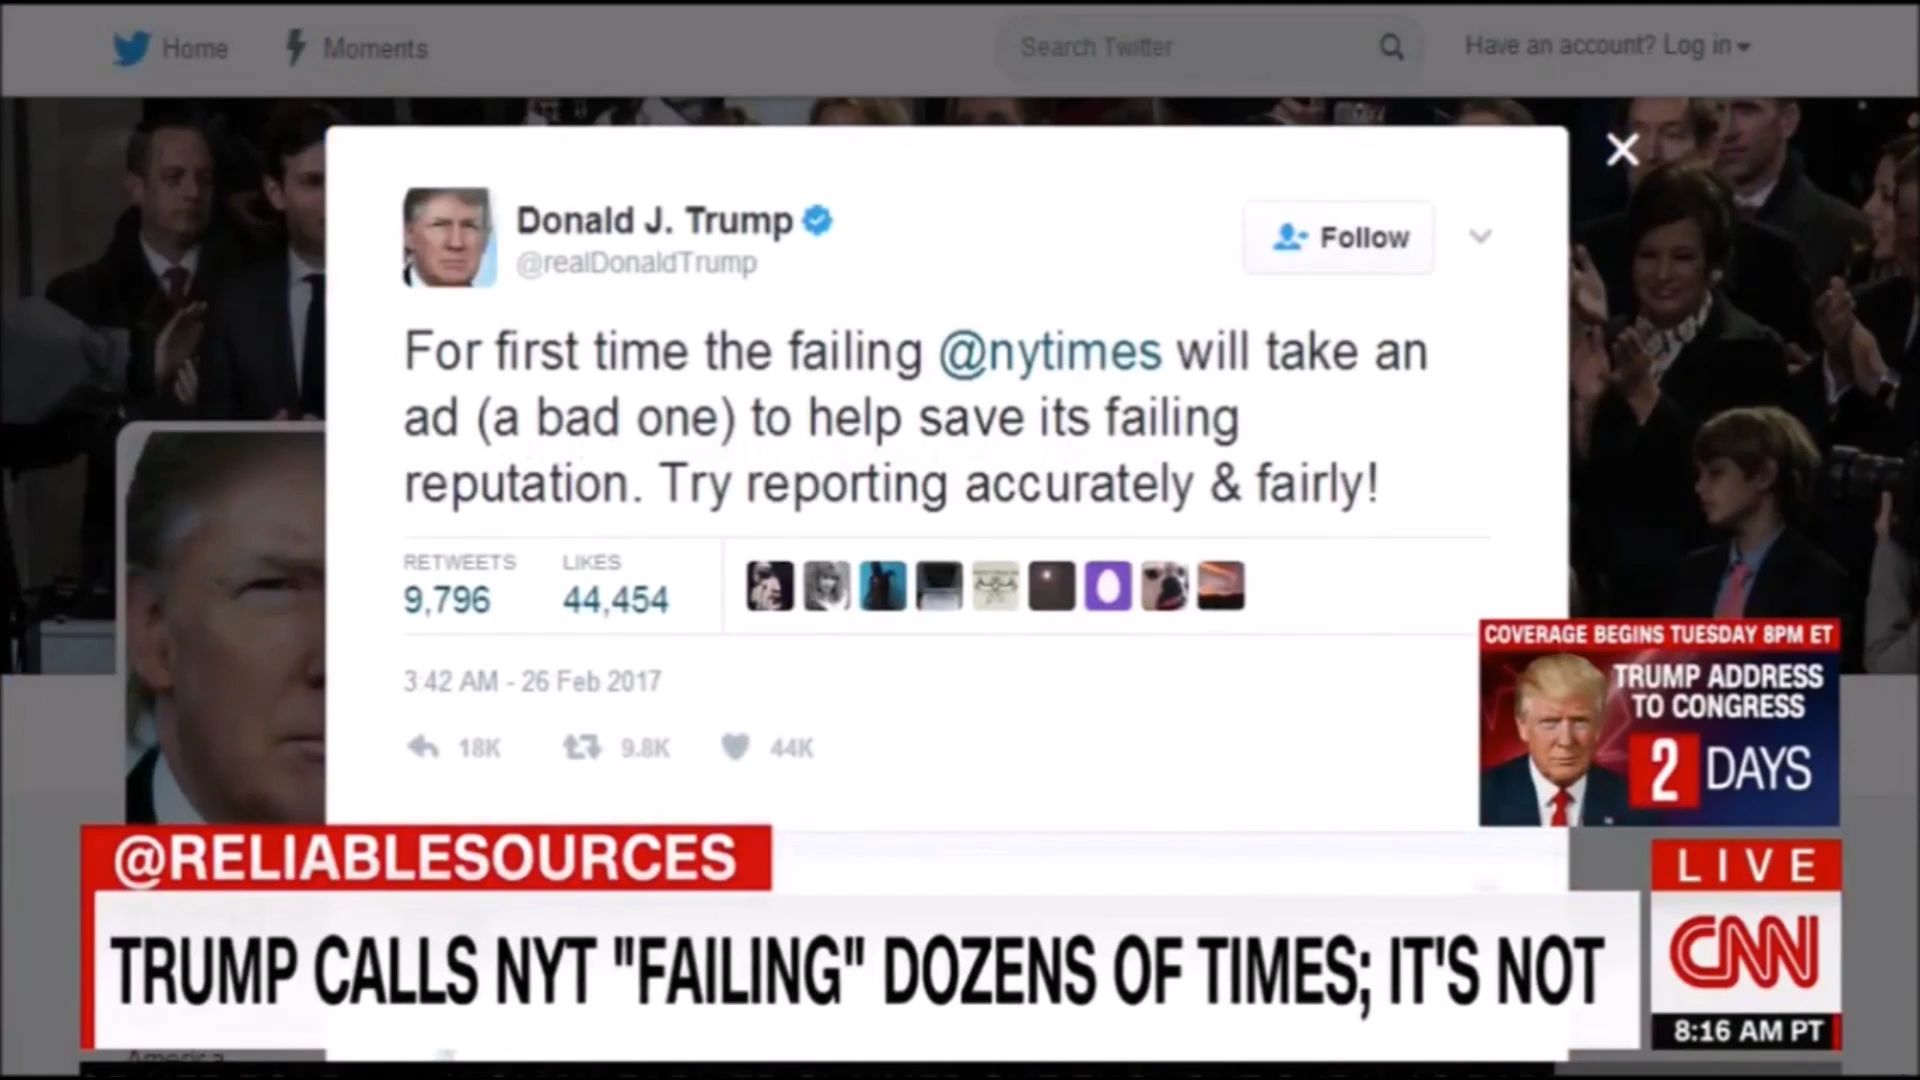 Home
Moments
Search Twitter
Have an account? Log in
Donald J. Trump
@realDonaldTrump
Follow
For first time the failing @nytimes will take an
ad (a bad one) to help save its failing
reputation. Try reporting accurately & fairly!
RETWEETS
LIKES
9,796
44,454
3:42 AM - 26 Feb 2017
18K
9.8K
44K
COVERAGE BEGINS TUESDAY 8PM ET
TRUMP ADDRESS
TO CONGRESS
2 DAYS
@RELIABLESOURCES
TRUMP CALLS NYT "FAILING" DOZENS OF TIMES; IT'S NOT
LIVE
CNN
8:16 AM PT